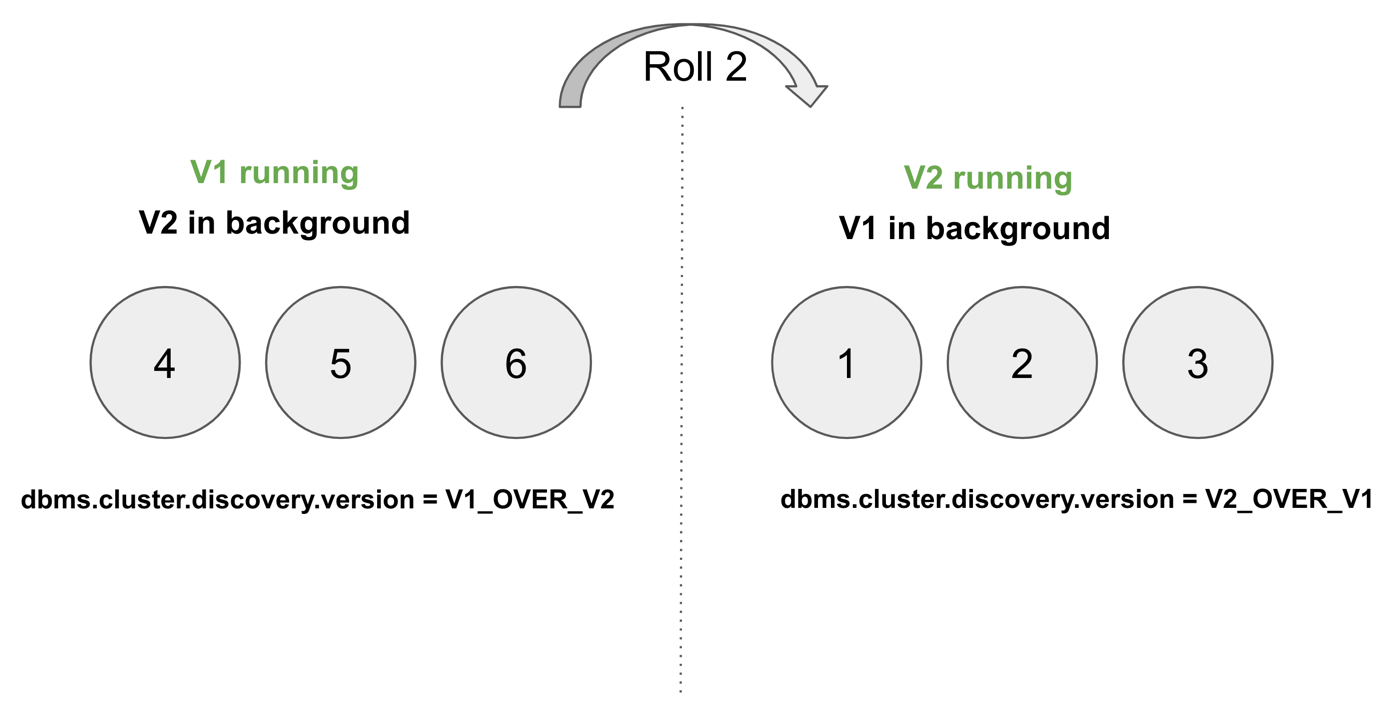 Roll 2
V1 running
V2 in background
4
5
6
dbms.cluster.discovery.version = V1_OVER_V2
V2 running
V1 in background
1
2
3
dbms.cluster.discovery.version = V2_OVER_V1